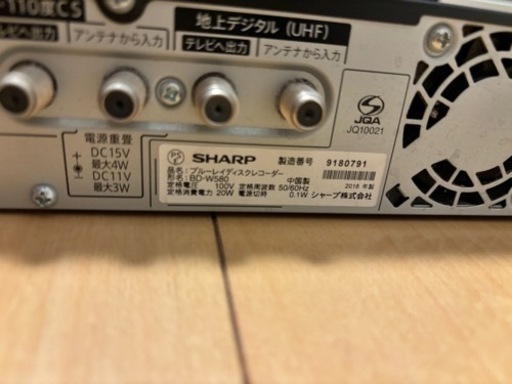 110度CS
地上デジタル (UHF)
テレビへ出力
アンテナから入力
テレビへ出力
アンテナから入力
JQA
JQ10021
電源重畳
DC15V
最大4W
DC11V
最大3W
SHARP
製造番号 9180791
品名: ブルーレイディスクレコーダー
形名: BD-W580
中国製
2016 年製
定格電圧 100V 定格周波数 50/60Hz
定格消費電力 20W 電源切時 0.1W シャープ株式会社